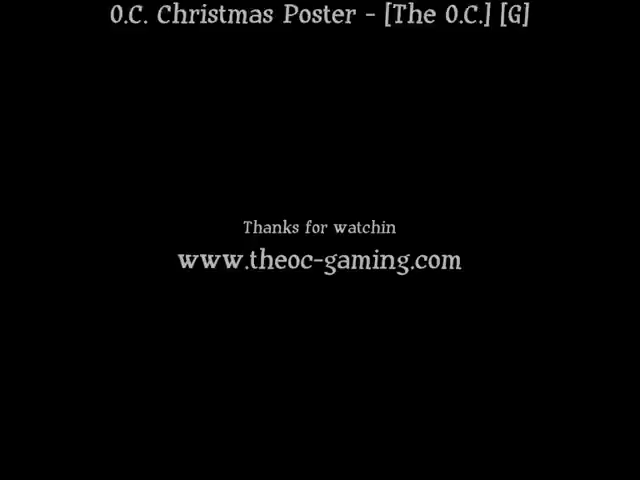 O.C. Christmas Poster - [The O.C.] [G]
Thanks for watchin
www.theoc-gaming.com